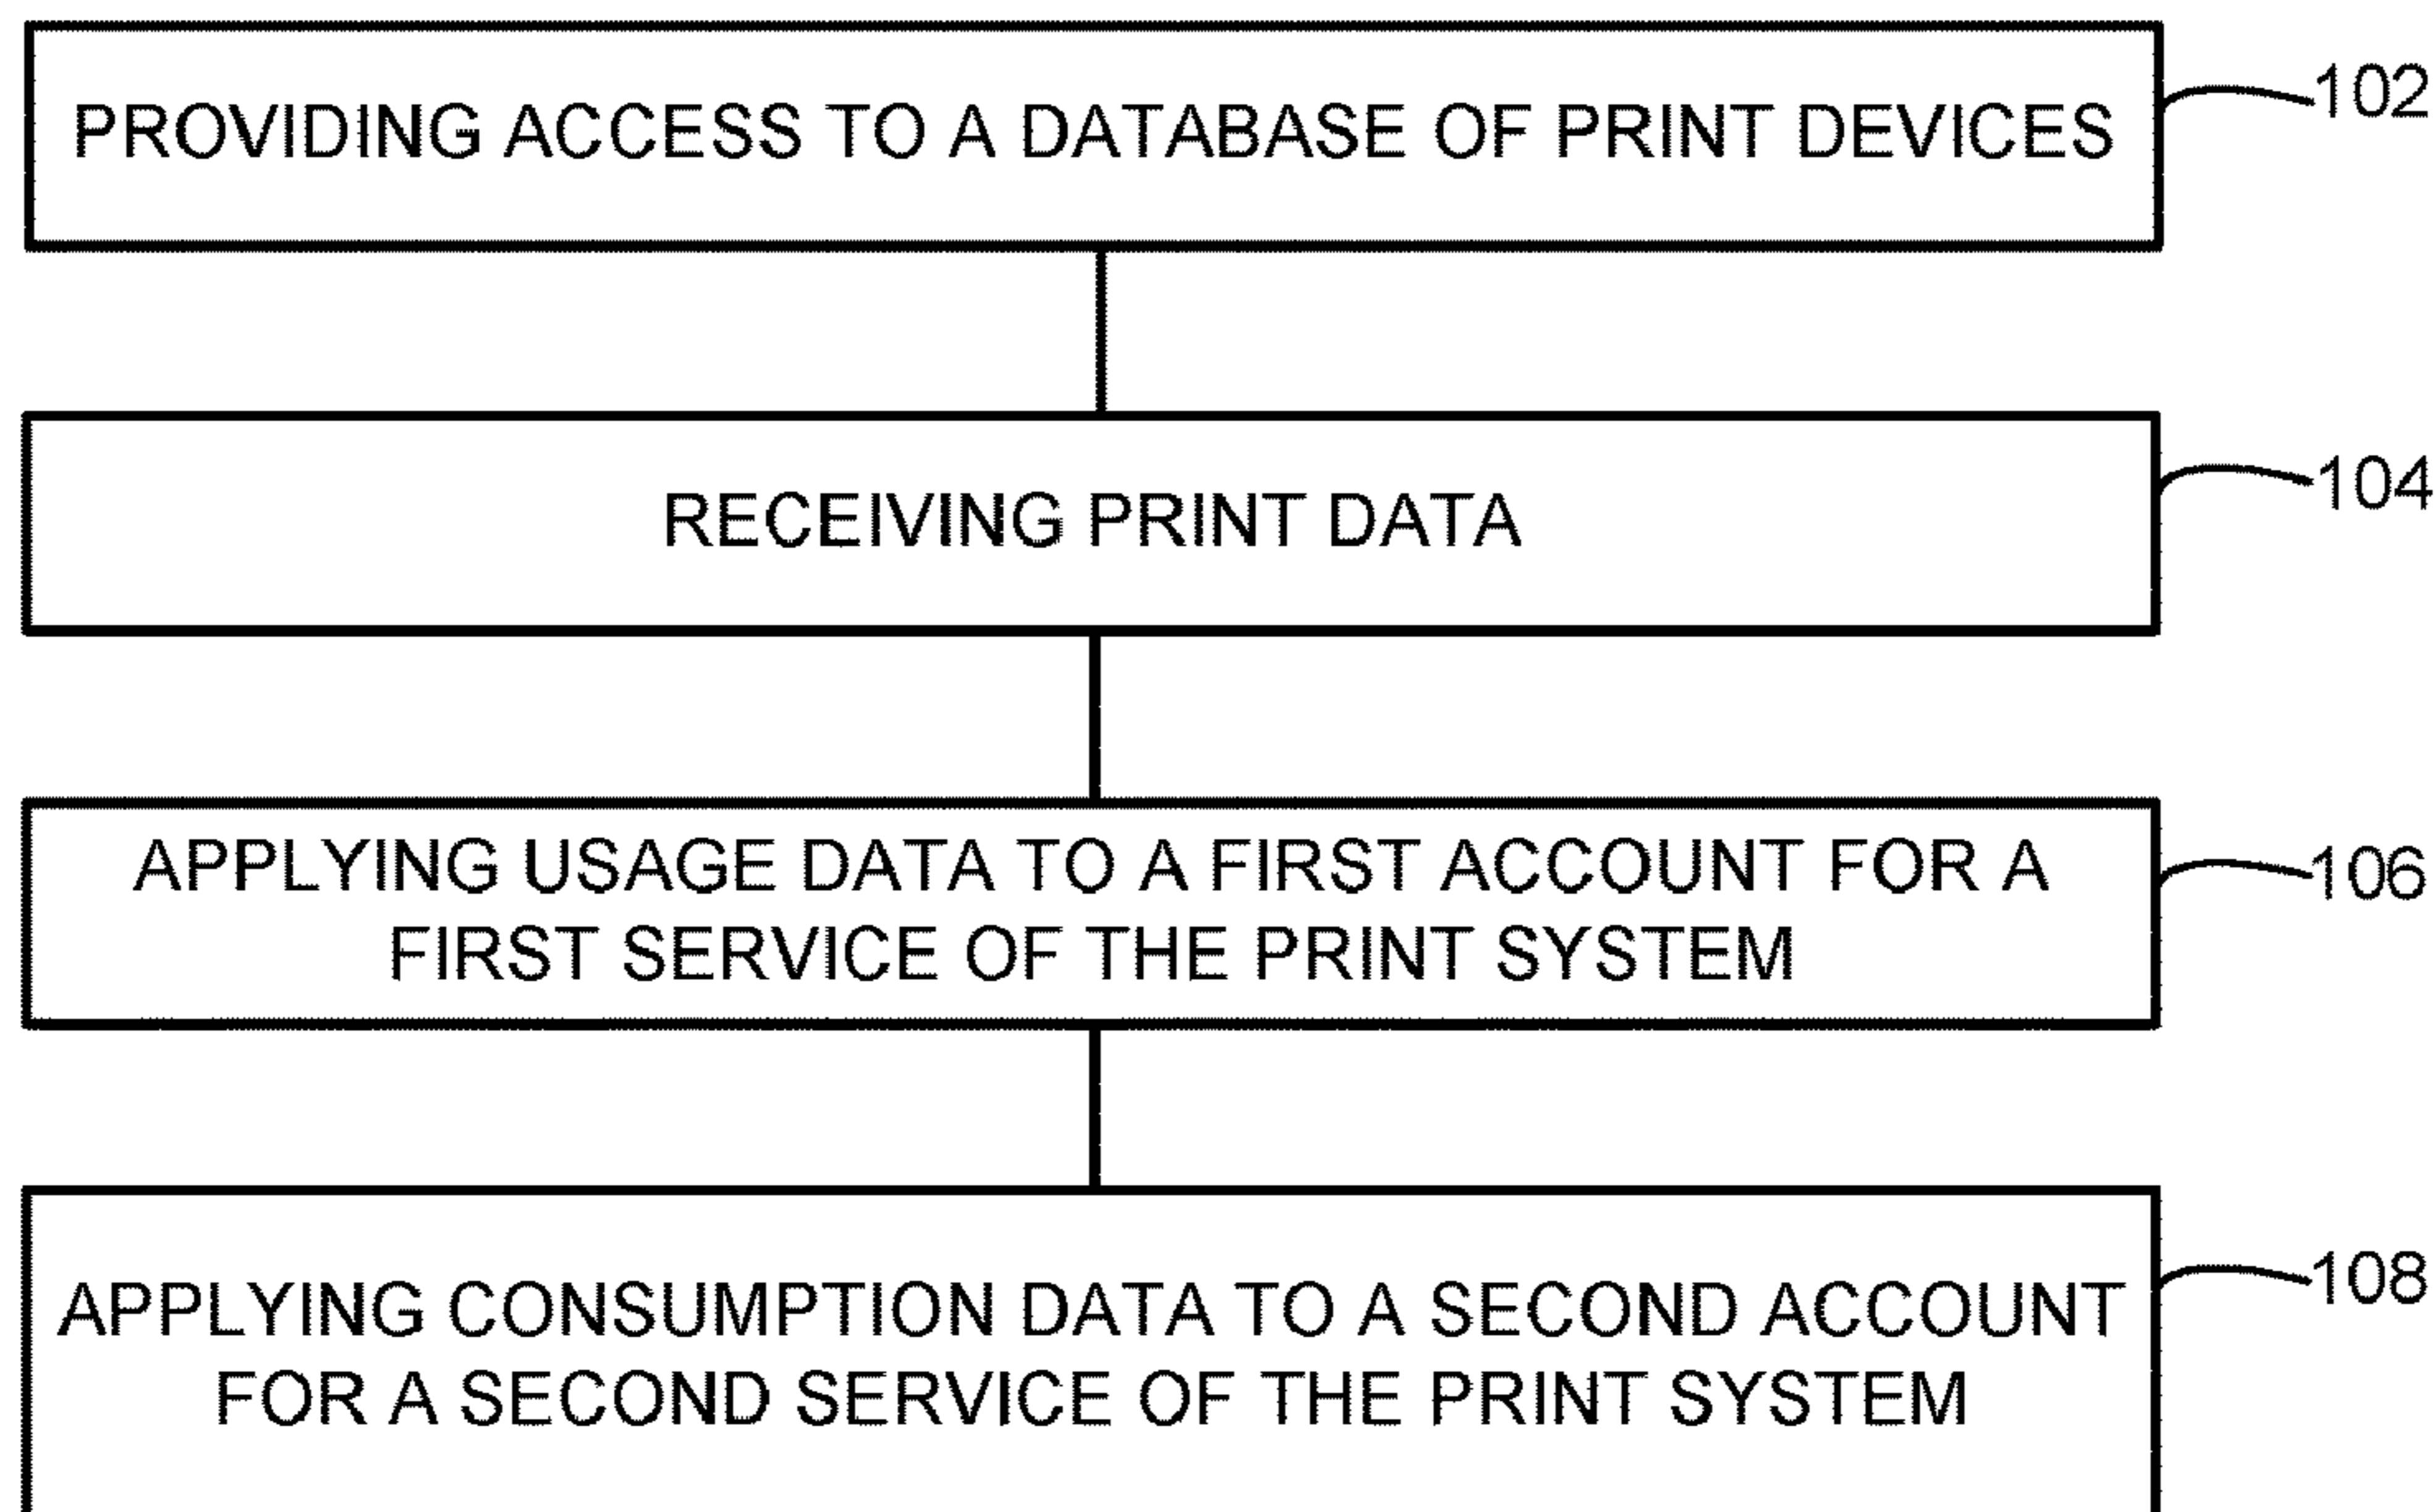 PROVIDING ACCESS TO A DATABASE OF PRINT DEVICES
102
RECEIVING PRINT DATA
104
APPLYING USAGE DATA TO A FIRST ACCOUNT FOR A
FIRST SERVICE OF THE PRINT SYSTEM
106
APPLYING CONSUMPTION DATA TO A SECOND ACCOUNT
FOR A SECOND SERVICE OF THE PRINT SYSTEM
108